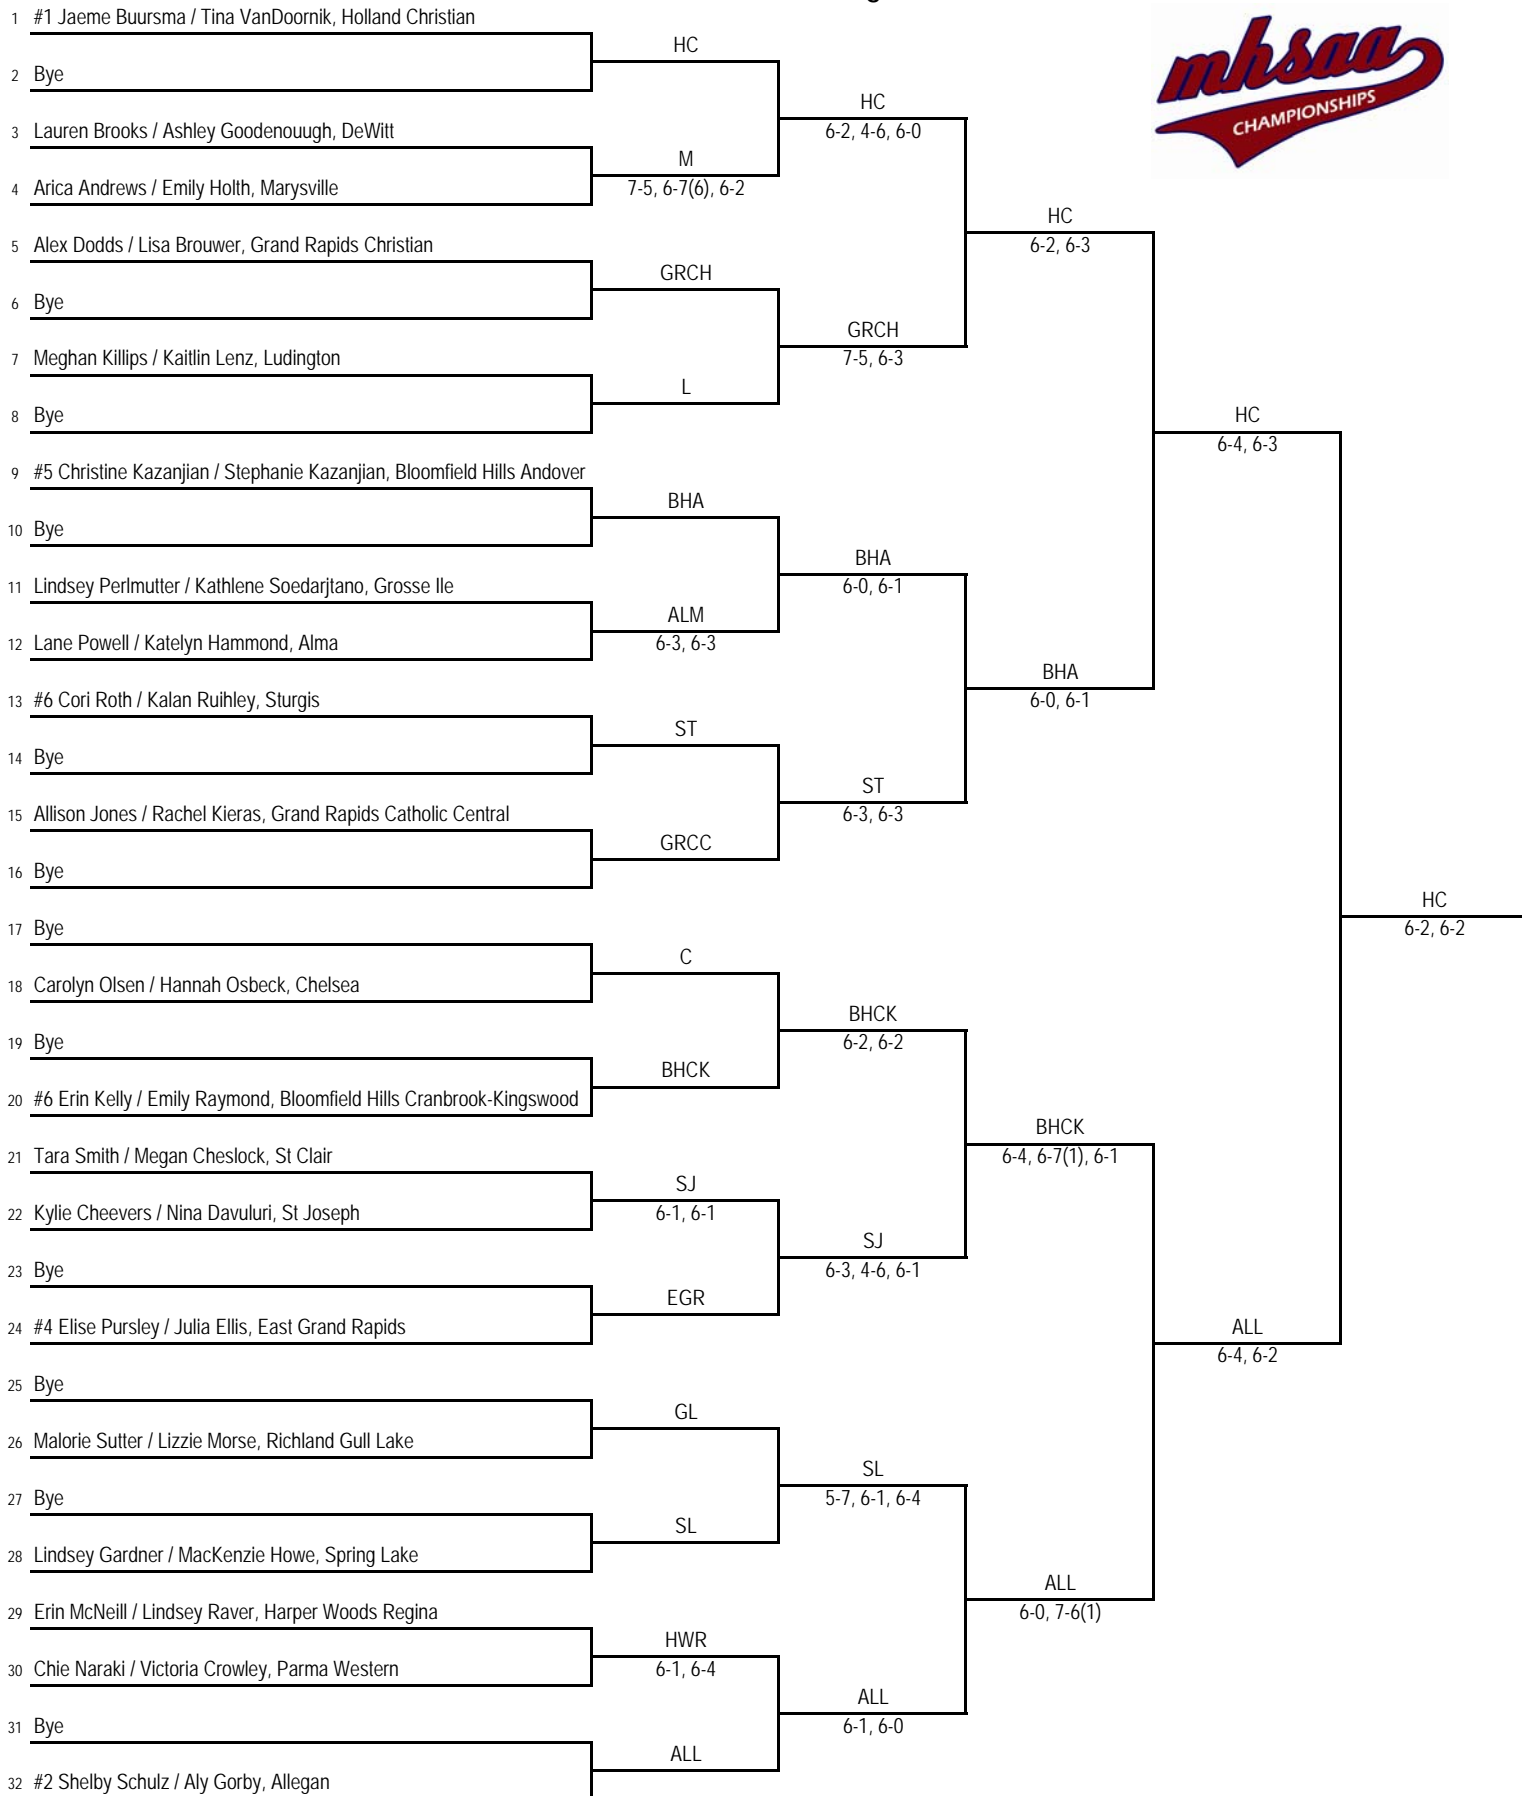 mhsaa
CHAMPIONSHIPS
1 #1 Jaeme Buursma / Tina VanDoornik, Holland Christian
HC
2 Bye
HC
6-2, 4-6, 6-0
3 Lauren Brooks / Ashley Goodenouugh, DeWitt
M
7-5, 6-7(6), 6-2
4 Arica Andrews / Emily Holth, Marysville
HC
6-2, 6-3
5 Alex Dodds / Lisa Brouwer, Grand Rapids Christian
GRCH
6 Bye
GRCH
7-5, 6-3
7 Meghan Killips / Kaitlin Lenz, Ludington
L
8 Bye
HC
6-4, 6-3
9 #5 Christine Kazanjian / Stephanie Kazanjian, Bloomfield Hills Andover
BHA
10 Bye
BHA
6-0, 6-1
11 Lindsey Perlmutter / Kathlene Soedarjtano, Grosse Ile
ALM
6-3, 6-3
12 Lane Powell / Katelyn Hammond, Alma
BHA
6-0, 6-1
13 #6 Cori Roth / Kalan Ruihley, Sturgis
ST
14 Bye
ST
6-3, 6-3
15 Allison Jones / Rachel Kieras, Grand Rapids Catholic Central
GRCC
16 Bye
HC
6-2, 6-2
17 Bye
C
18 Carolyn Olsen / Hannah Osbeck, Chelsea
BHCK
6-2, 6-2
19 Bye
BHCK
20 #6 Erin Kelly / Emily Raymond, Bloomfield Hills Cranbrook-Kingswood
BHCK
6-4, 6-7(1), 6-1
21 Tara Smith / Megan Cheslock, St Clair
SJ
6-1, 6-1
22 Kylie Cheevers / Nina Davuluri, St Joseph
SJ
6-3, 4-6, 6-1
23 Bye
EGR
24 #4 Elise Pursley / Julia Ellis, East Grand Rapids
ALL
6-4, 6-2
25 Bye
GL
26 Malorie Sutter / Lizzie Morse, Richland Gull Lake
SL
5-7, 6-1, 6-4
27 Bye
SL
28 Lindsey Gardner / MacKenzie Howe, Spring Lake
ALL
6-0, 7-6(1)
29 Erin McNeill / Lindsey Raver, Harper Woods Regina
HWR
6-1, 6-4
30 Chie Naraki / Victoria Crowley, Parma Western
ALL
6-1, 6-0
31 Bye
ALL
32 #2 Shelby Schulz / Aly Gorby, Allegan